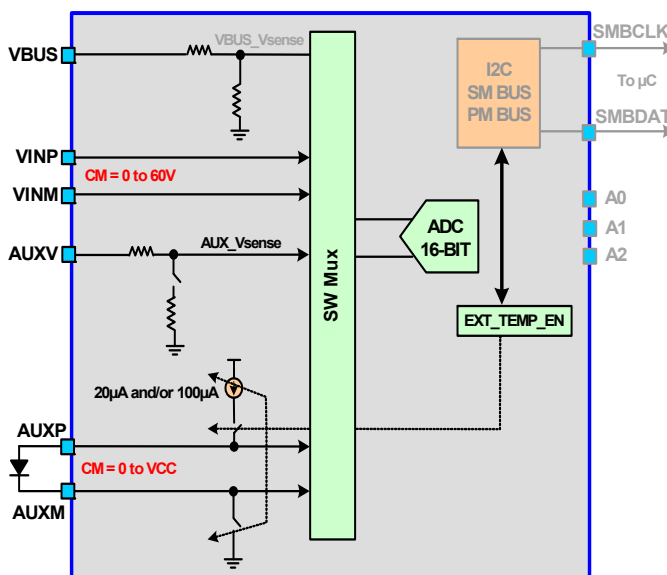 VBUS
VBUS_Vsense
VINP
CM = 0 to 60V
VINM
AUXV
AUX_Vsense
SW Mux
ADC
16-BIT
I2C
SM BUS
PM BUS
SMBCLK
To µC
SMBDAT
A0
A1
A2
EXT_TEMP_EN
20µA and/or 100µA
AUXP
CM = 0 to VCC
AUXM